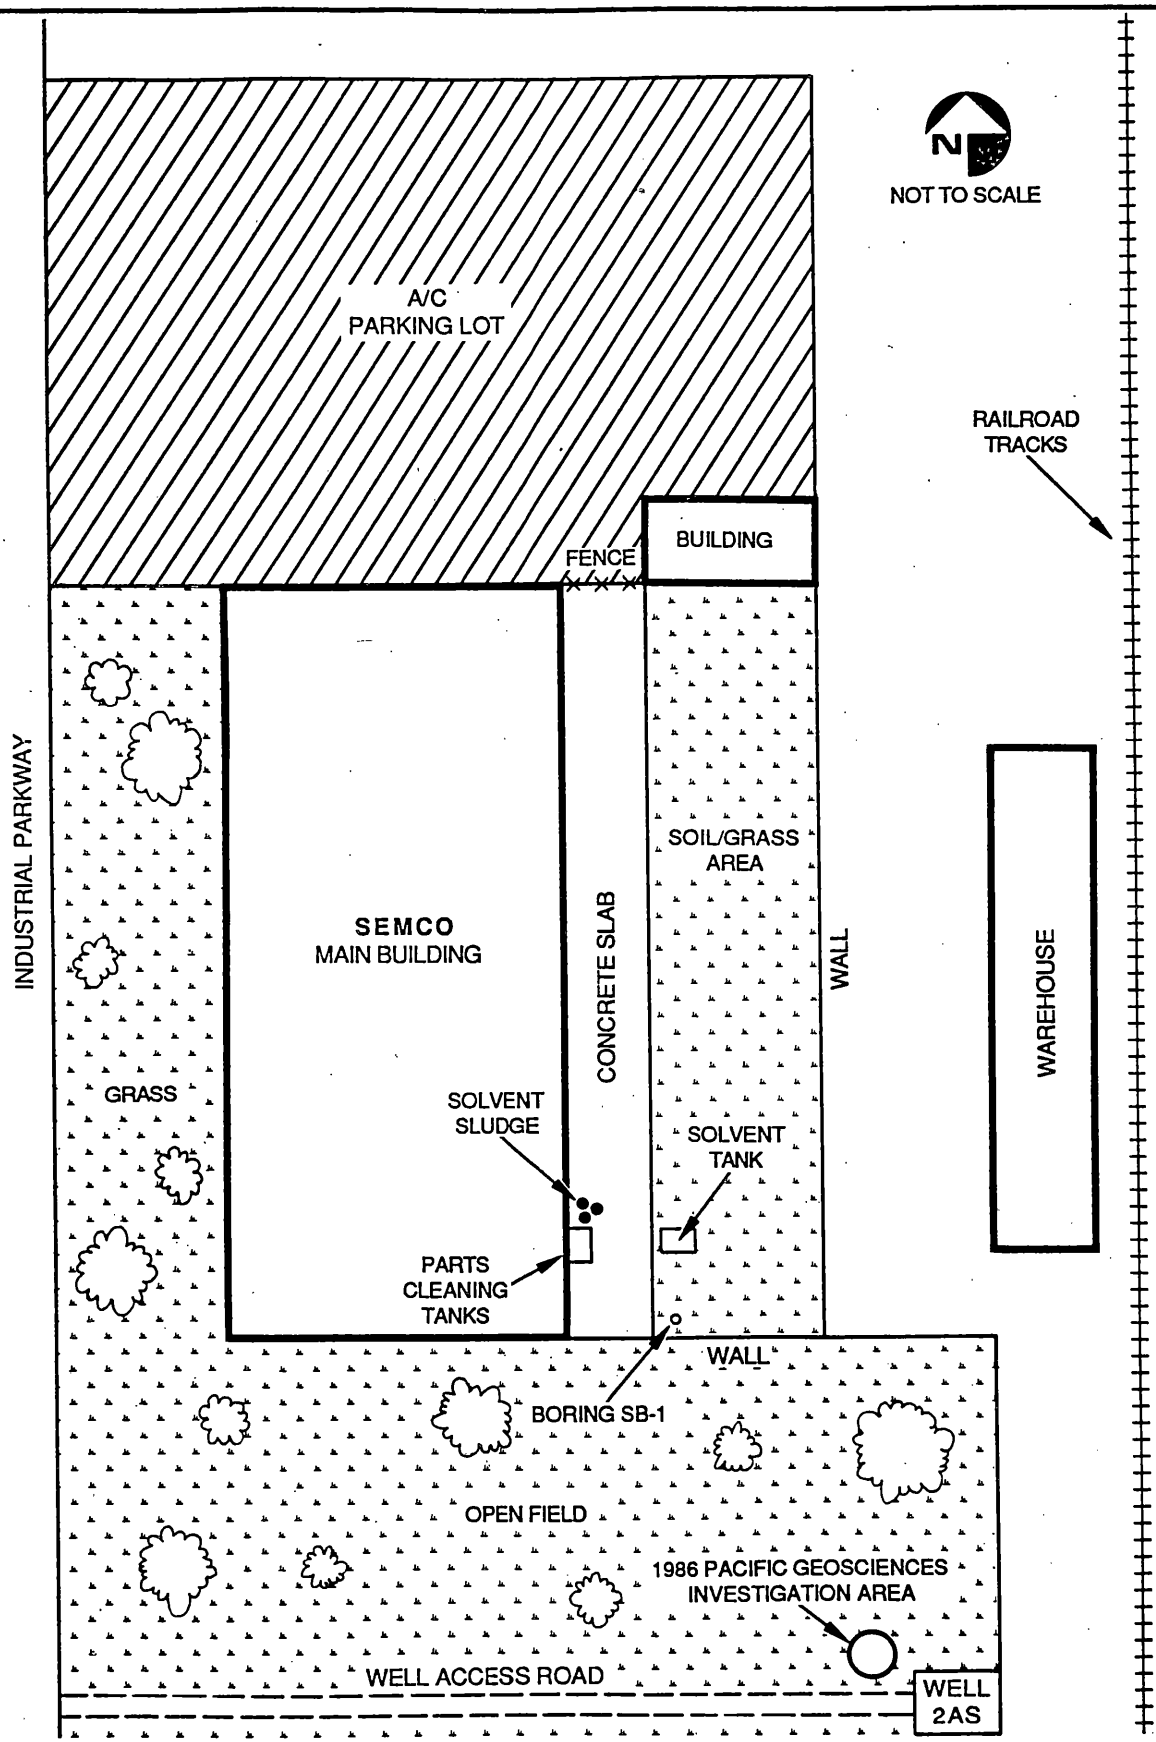 N
NOT TO SCALE
A/C
PARKING LOT
RAILROAD
TRACKS
BUILDING
FENCE
INDUSTRIAL PARKWAY
SOIL/GRASS
AREA
SEMCO
MAIN BUILDING
CONCRETE SLAB
WALL
WAREHOUSE
GRASS
SOLVENT
SLUDGE
SOLVENT
TANK
PARTS
CLEANING
TANKS
WALL
BORING SB-1
OPEN FIELD
1986 PACIFIC GEOSCIENCES
INVESTIGATION AREA
WELL ACCESS ROAD
WELL
2AS